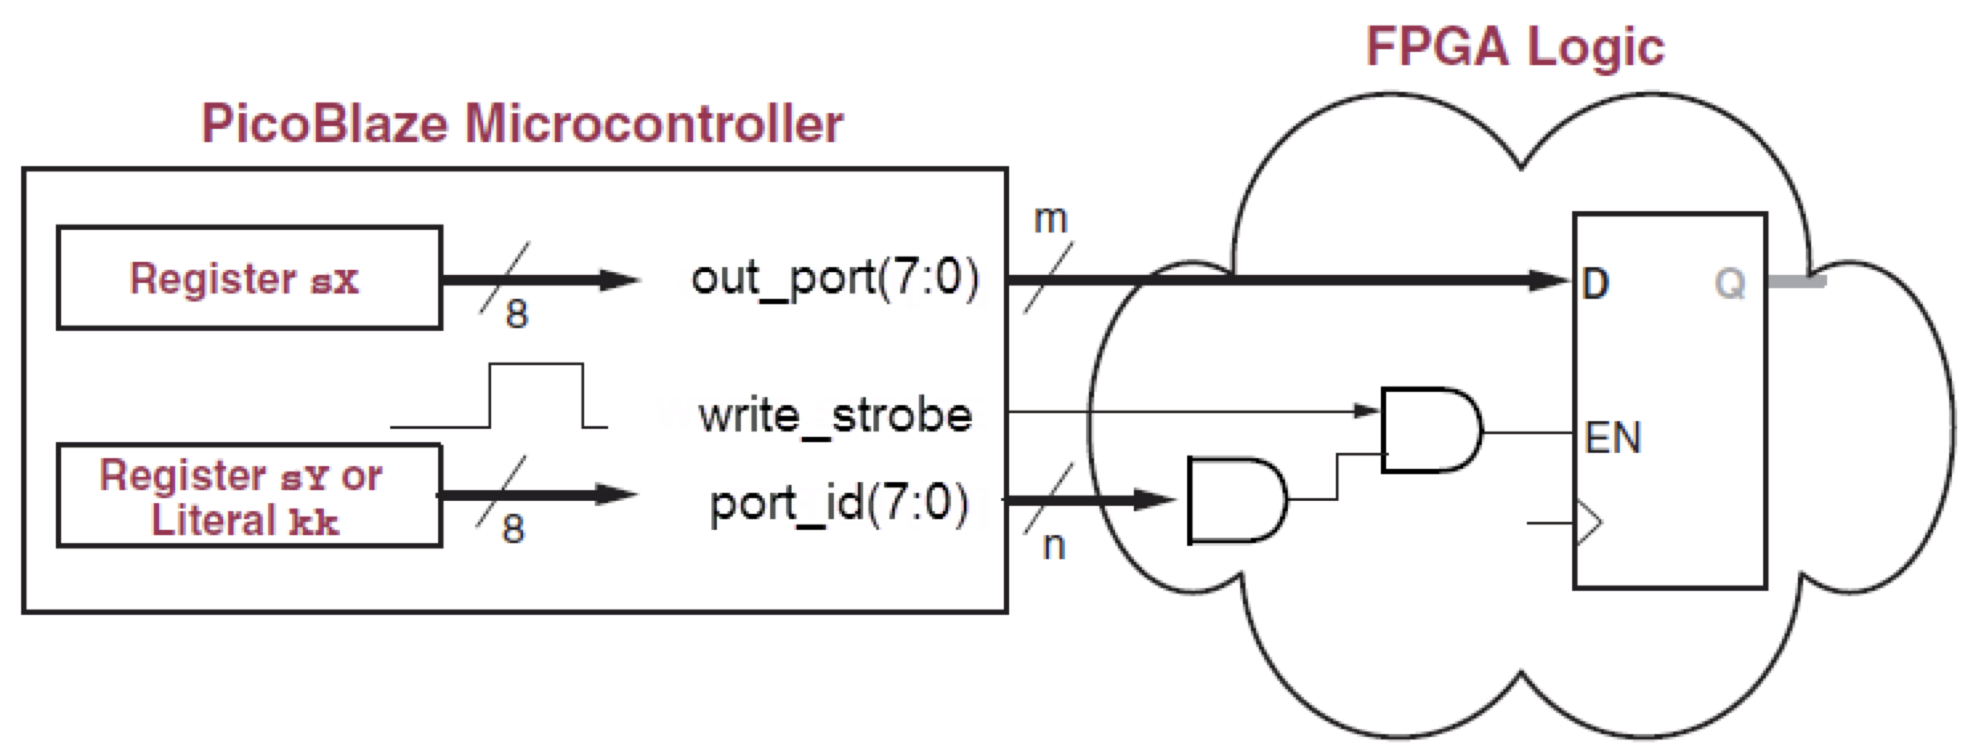 FPGA Logic
PicoBlaze Microcontroller
m
Register sX
8
out_port(7:0)
D
Q
write_strobe
EN
Register sY or
Literal kk
8
port_id(7:0)
n